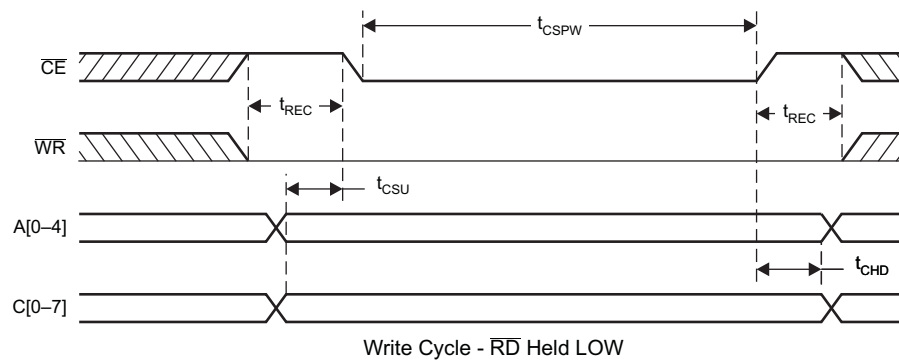 tCSPW
CE
tREC
tREC
WR
tCSU
A[0–4]
tCHD
C[0–7]
Write Cycle - RD Held LOW